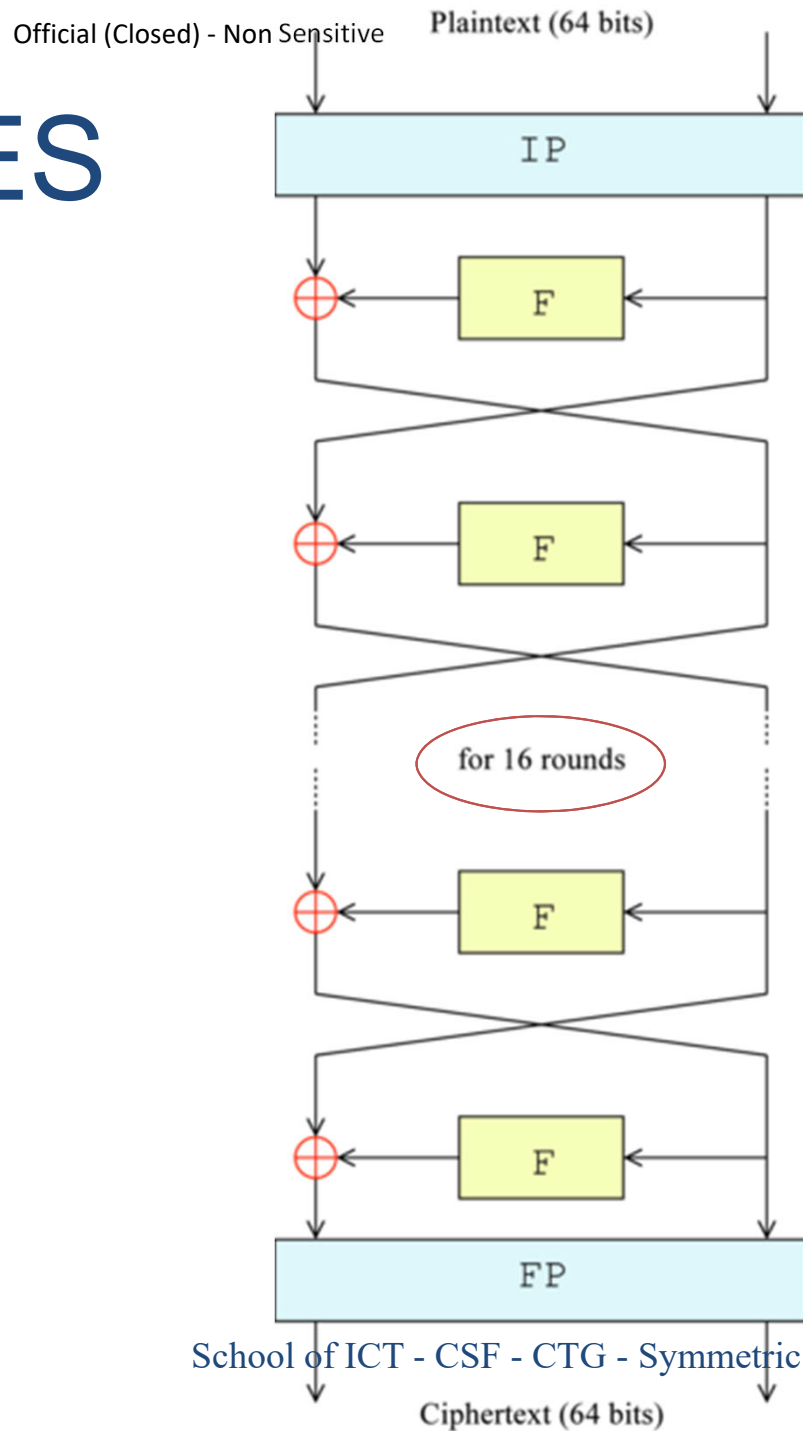 Official (Closed) - Non Sensitive
Plaintext (64 bits)
ES
IP
F
F
for 16 rounds
F
F
FP
School of ICT - CSF - CTG - Symmetric
Ciphertext (64 bits)